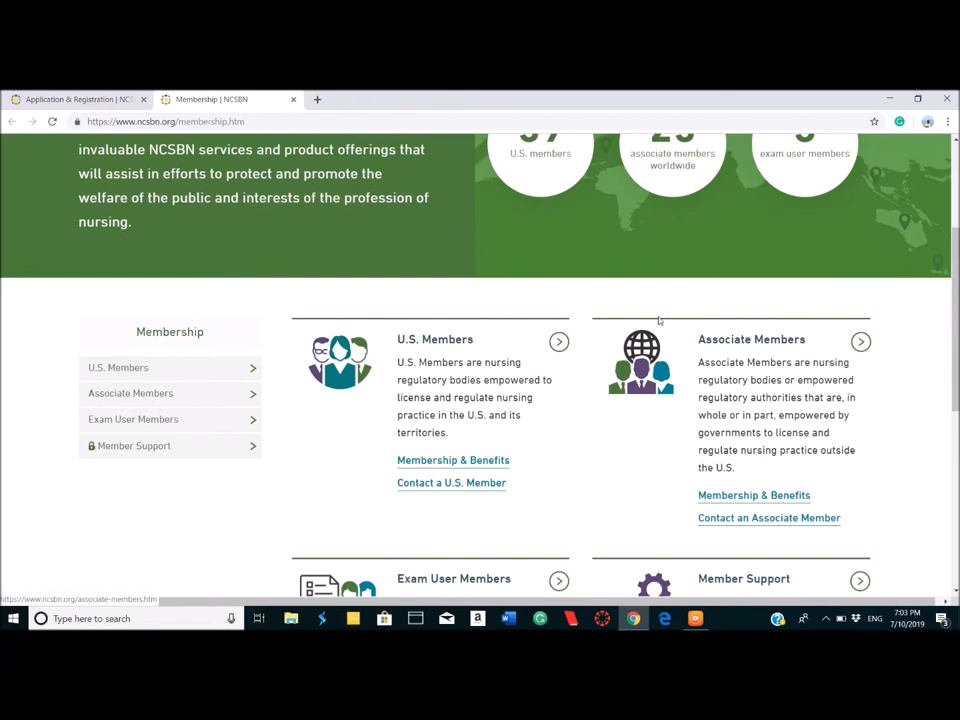 Application & Registration | NCS
Membership | NCSBN
https://www.ncsbn.org/membership.htm
invaluable NCSBN services and product offerings that
will assist in efforts to protect and promote the
welfare of the public and interests of the profession of
nursing.
U.S. members
associate members
worldwide
exam user members
Membership
U.S. Members
Associate Members
Exam User Members
Member Support
U.S. Members
U.S. Members are nursing
regulatory bodies empowered to
license and regulate nursing
practice in the U.S. and its
territories.
Membership & Benefits
Contact a U.S. Member
Associate Members
Associate Members are nursing
regulatory bodies or empowered
regulatory authorities that are, in
whole or in part, empowered by
governments to license and
regulate nursing practice outside
the U.S.
Membership & Benefits
Contact an Associate Member
Exam User Members
Member Support
https://www.ncsbn.org/associate-members.htm
Type here to search
ENG
7:03 PM
7/10/2019